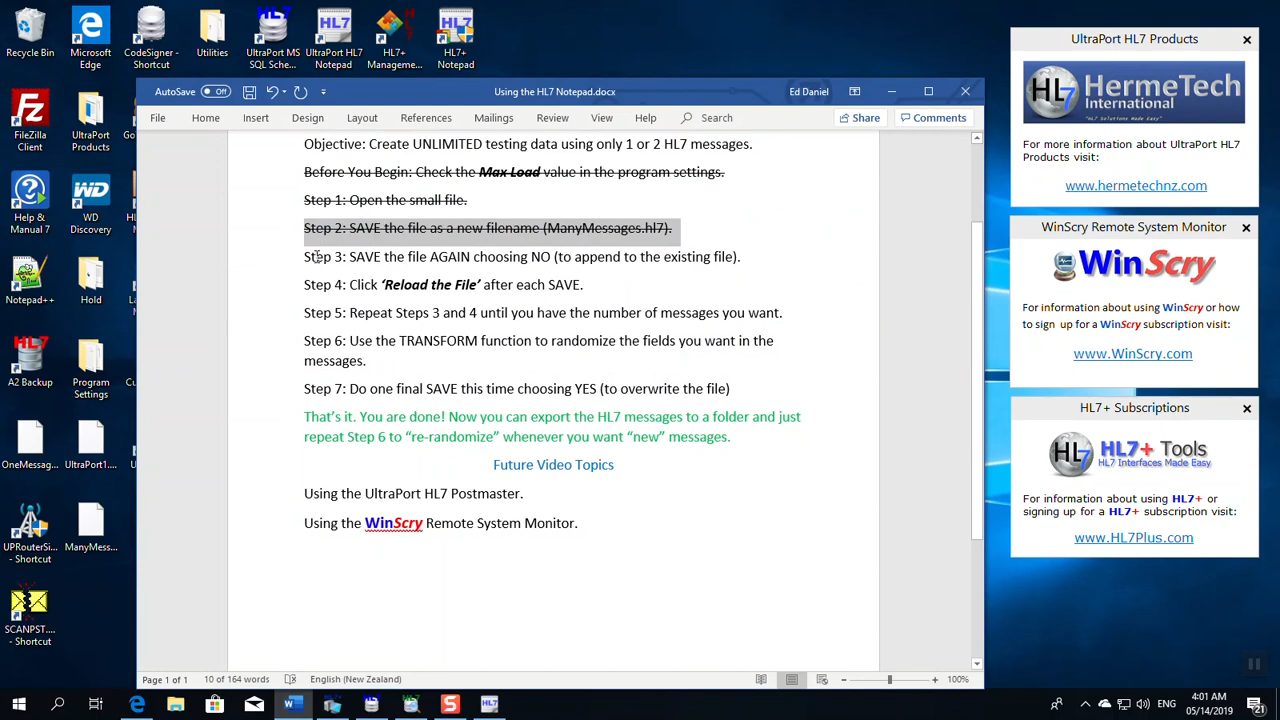 Recycle Bin
Microsoft Edge
CodeSigner - Shortcut
Utilities
HL7
UltraPort MS SQL Sche...
HL7
UltraPort HL7 Notepad
HL7+ Manageme...
HL7
HL7+ Notepad
FileZilla Client
UltraPort Products
Help & Manual 7
WD
WD Discovery
Notepad++
Hold
HL7
A2 Backup
Program Settings
OneMessag...
UltraPort1...
UPRouterSi... - Shortcut
ManyMess...
SCANPST.... - Shortcut
AutoSave Off
Using the HL7 Notepad.docx
Ed Daniel
File Home Insert Design Layout References Mailings Review View Help Search Share Comments
Objective: Create UNLIMITED testing data using only 1 or 2 HL7 messages.
Before You Begin: Check the Max Load value in the program settings.
Step 1: Open the small file.
Step 2: SAVE the file as a new filename (ManyMessages.hl7).
Step 3: SAVE the file AGAIN choosing NO (to append to the existing file).
Step 4: Click ‘Reload the File’ after each SAVE.
Step 5: Repeat Steps 3 and 4 until you have the number of messages you want.
Step 6: Use the TRANSFORM function to randomize the fields you want in the
messages.
Step 7: Do one final SAVE this time choosing YES (to overwrite the file)
That’s it. You are done! Now you can export the HL7 messages to a folder and just
repeat Step 6 to “re-randomize” whenever you want “new” messages.
Future Video Topics
Using the UltraPort HL7 Postmaster.
Using the WinScry Remote System Monitor.
Page 1 of 1 10 of 164 words English (New Zealand) 100%
UltraPort HL7 Products
HL7 HermeTech
International
"HL7 Solutions Made Easy"
For more information about UltraPort HL7
Products visit:
www.hermetechnz.com
WinScry Remote System Monitor
WinScry
For information about using WinScry or how
to sign up for a WinScry subscription visit:
www.WinScry.com
HL7+ Subscriptions
HL7 HL7+ Tools
HL7 Interfaces Made Easy
For information about using HL7+ or
signing up for a HL7+ subscription visit:
www.HL7Plus.com
ENG
4:01 AM
05/14/2019
21